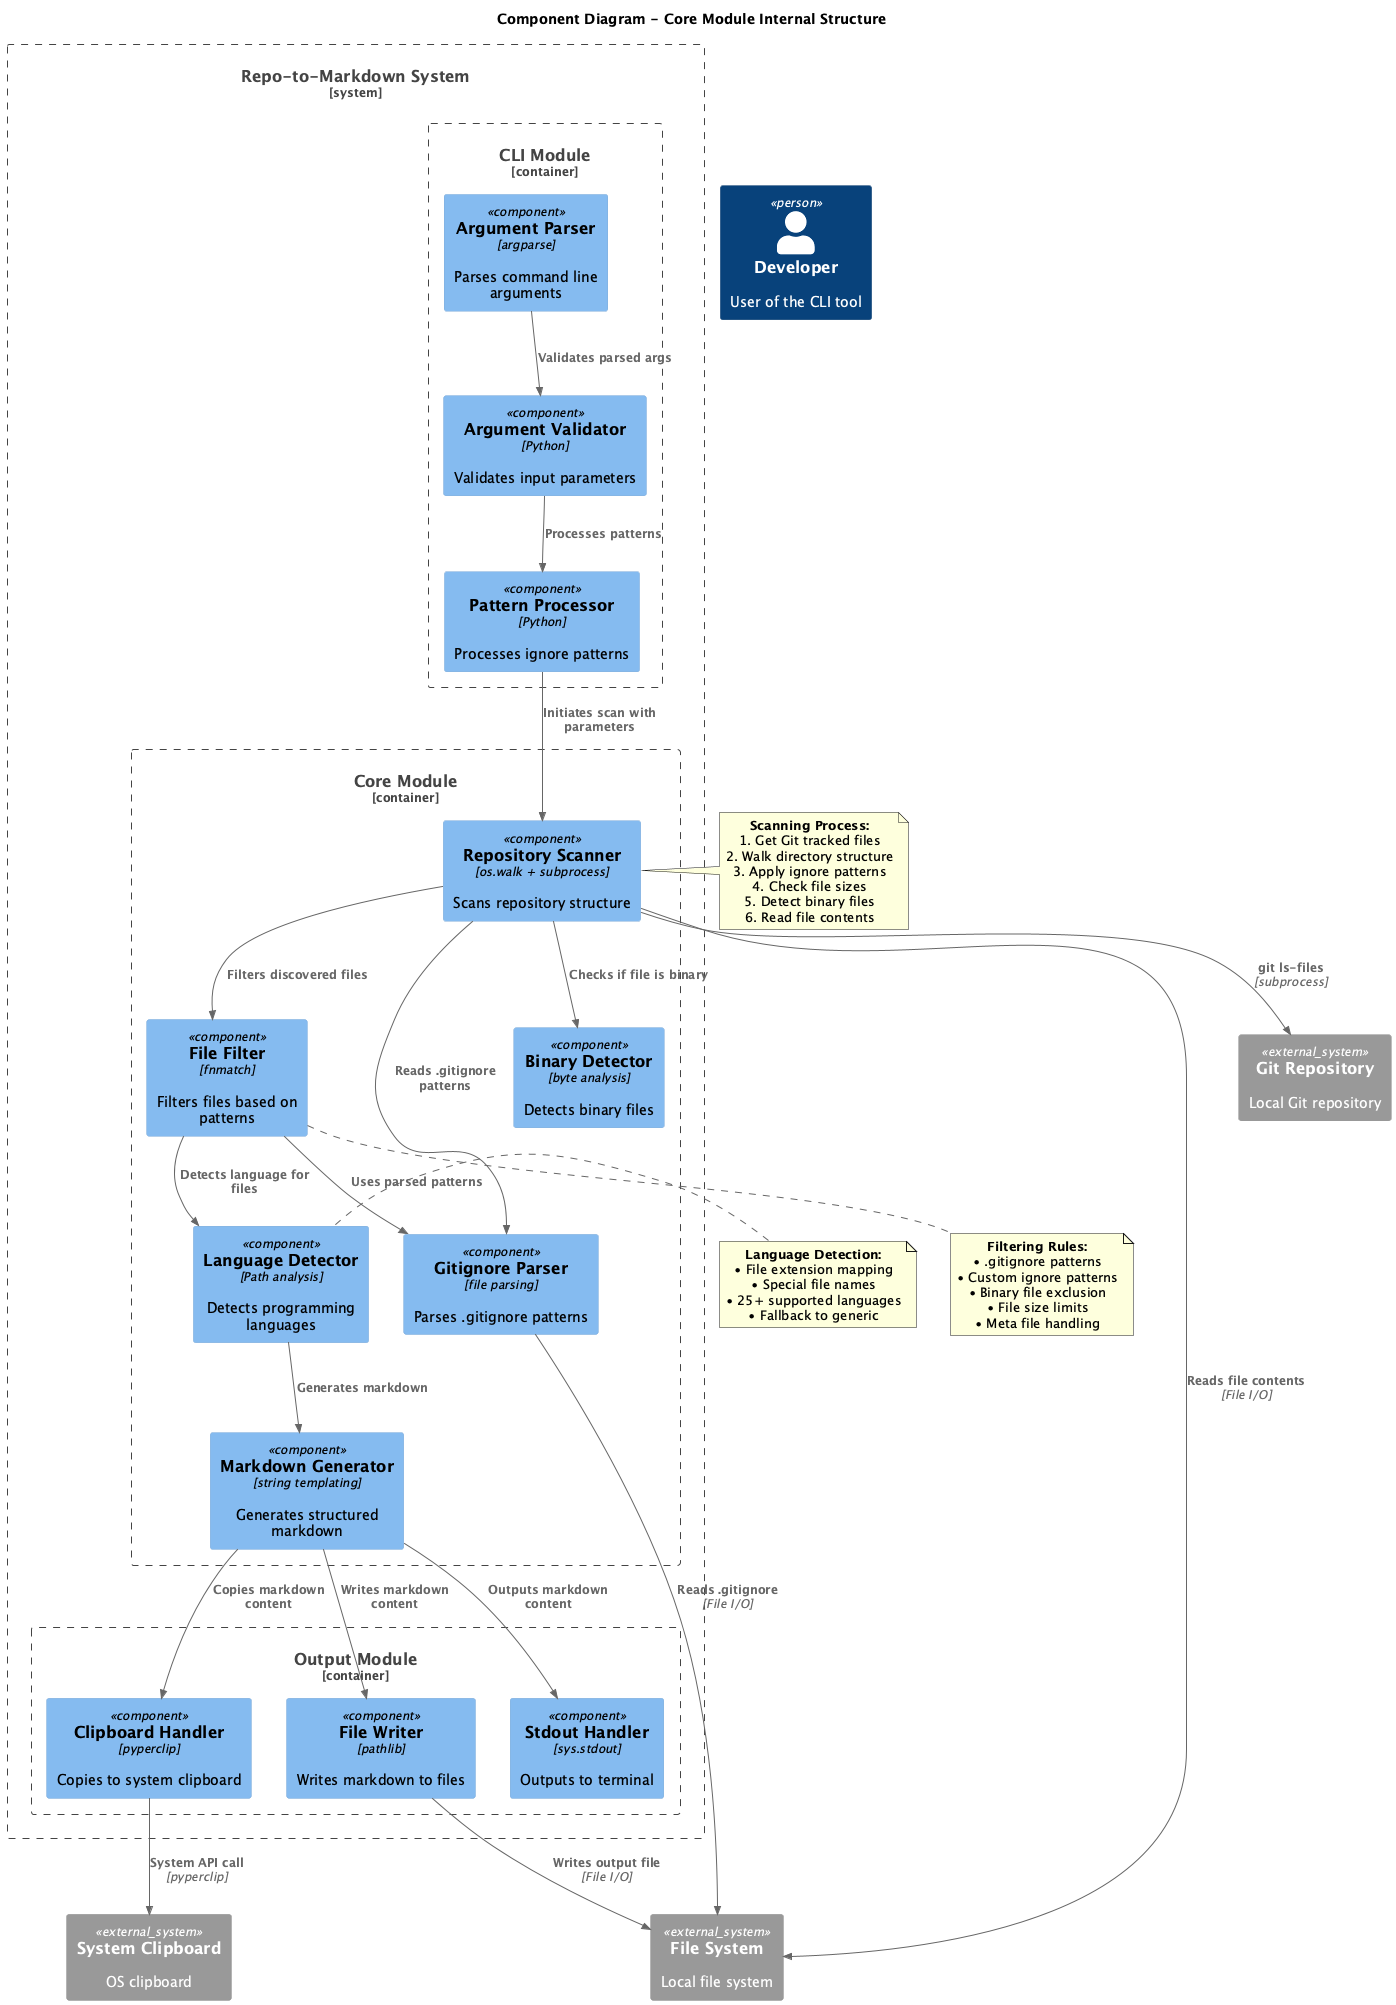 Component Diagram - Core Module Internal Structure
Repo-to-Markdown System
[system]
CLI Module
[container]
«component»
Argument Parser
[argparse]
Parses command line
arguments
«person»
Developer
User of the CLI tool
Validates parsed args
«component»
Argument Validator
[Python]
Validates input parameters
Processes patterns
«component»
Pattern Processor
[Python]
Processes ignore patterns
Initiates scan with
parameters
Core Module
[container]
«component»
Repository Scanner
[os.walk + subprocess]
Scans repository structure
Scanning Process:
1. Get Git tracked files
2. Walk directory structure
3. Apply ignore patterns
4. Check file sizes
5. Detect binary files
6. Read file contents
Filters discovered files
Checks if file is binary
git ls-files
[subprocess]
«component»
File Filter
[fnmatch]
Filters files based on
patterns
Reads .gitignore
patterns
«component»
Binary Detector
[byte analysis]
Detects binary files
«external_system»
Git Repository
Local Git repository
Detects language for
files
Uses parsed patterns
«component»
Language Detector
[Path analysis]
Detects programming
languages
«component»
Gitignore Parser
[file parsing]
Parses .gitignore patterns
Language Detection:
• File extension mapping
• Special file names
• 25+ supported languages
• Fallback to generic
Filtering Rules:
• .gitignore patterns
• Custom ignore patterns
• Binary file exclusion
• File size limits
• Meta file handling
Generates markdown
Reads file contents
[File I/O]
«component»
Markdown Generator
[string templating]
Generates structured
markdown
Copies markdown
content
Writes markdown
content
Outputs markdown
content
Reads .gitignore
[File I/O]
Output Module
[container]
«component»
Clipboard Handler
[pyperclip]
Copies to system clipboard
«component»
File Writer
[pathlib]
Writes markdown to files
«component»
Stdout Handler
[sys.stdout]
Outputs to terminal
System API call
[pyperclip]
Writes output file
[File I/O]
«external_system»
System Clipboard
OS clipboard
«external_system»
File System
Local file system